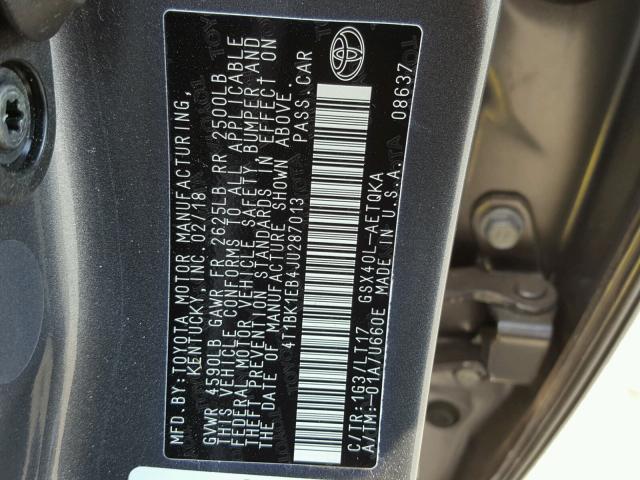 MFD. BY: TOYOTA MOTOR MANUFACTURING,
KENTUCKY, INC. 02/18
GVWR 4590LB GAWR FR 2625LB RR 2500LB
THIS VEHICLE CONFORMS TO ALL APPLICABLE
FEDERAL MOTOR VEHICLE SAFETY, BUMPER AND
THEFT PREVENTION STANDARDS IN EFFECT ON
THE DATE OF MANUFACTURE SHOWN ABOVE.
4T1BK1EB4JU287013 PASS. CAR
08637
C/TR: 1G3/LT17 GSX40L-AETQKA
A/TM: -01A/U660E MADE IN U.S.A.